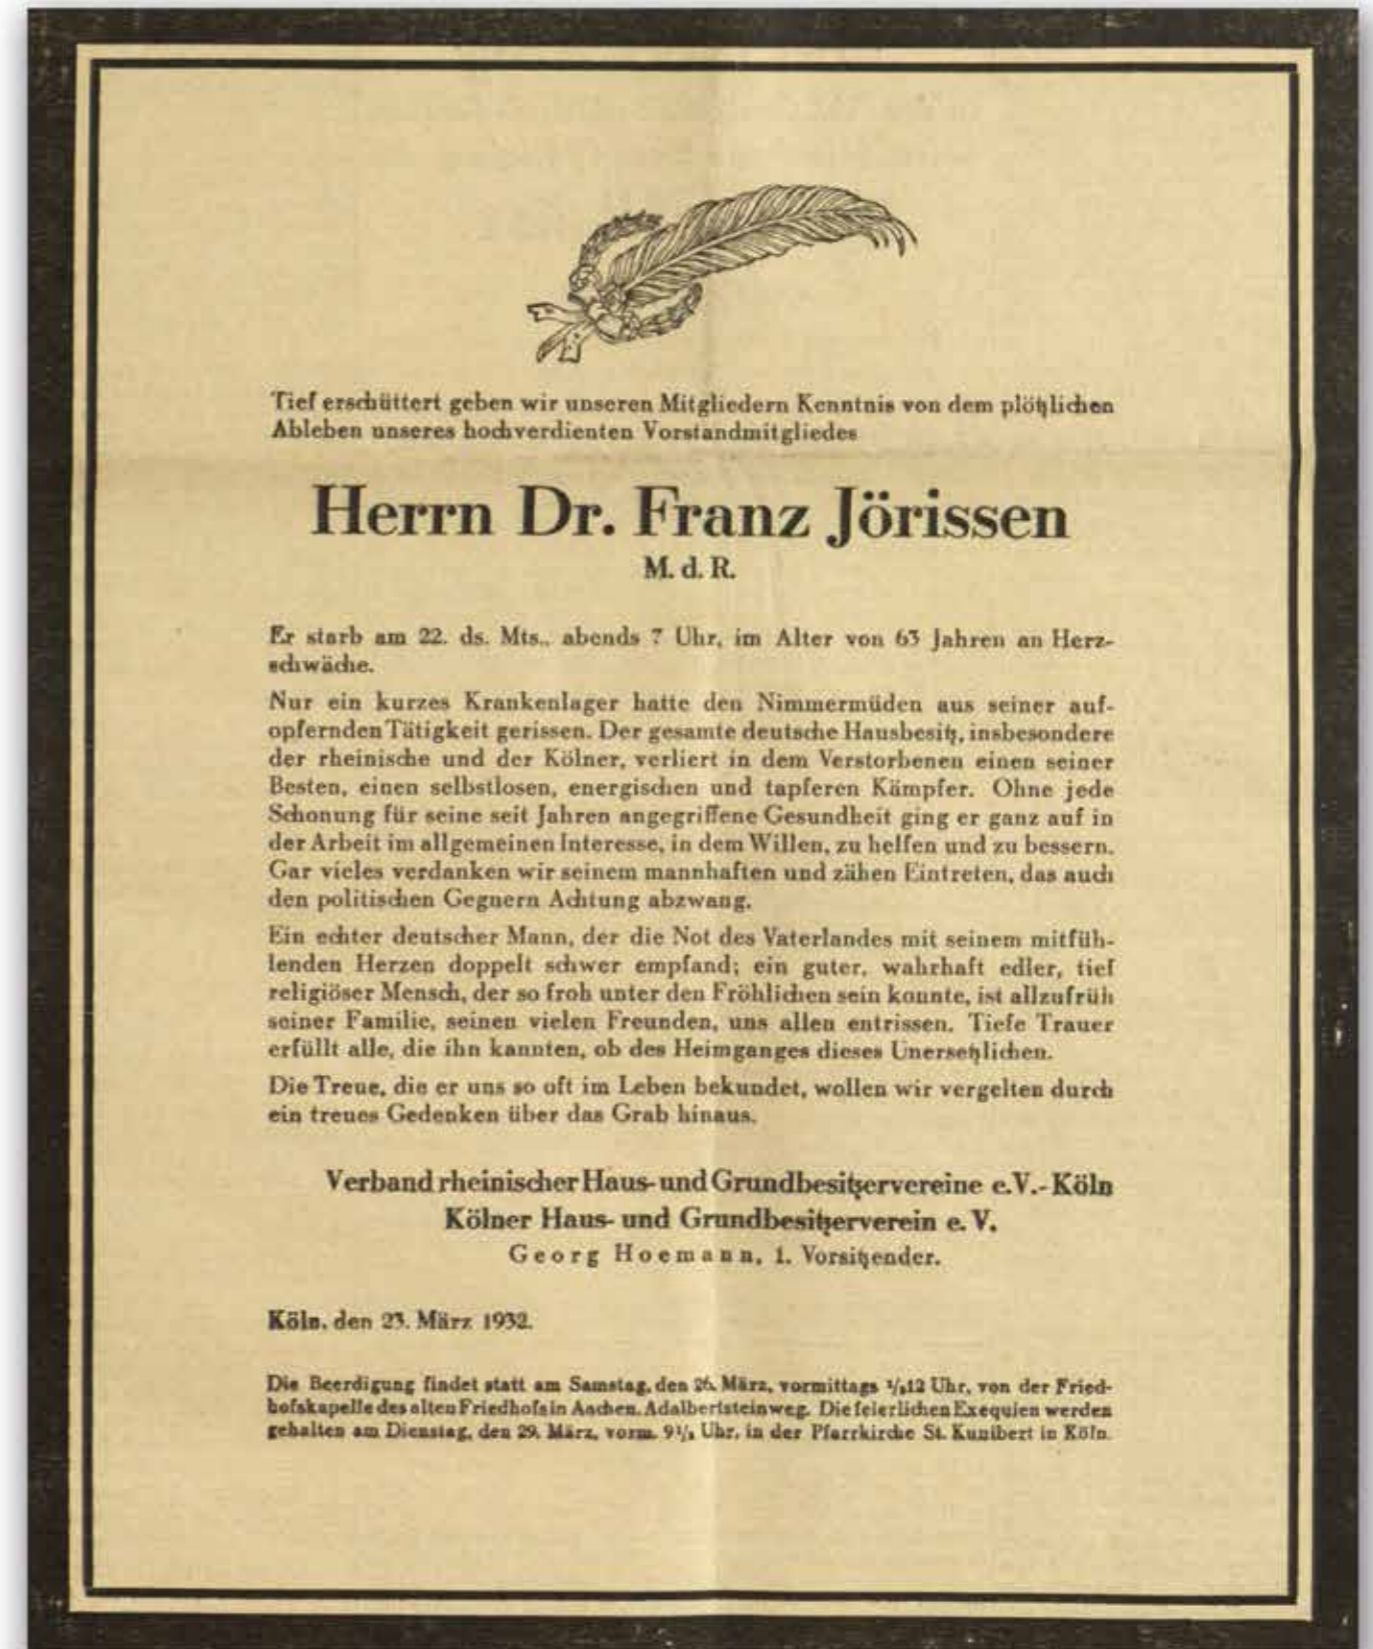 Tief erschüttert geben wir unseren Mitgliedern Kenntnis von dem plötzlichen
Ableben unseres hochverdienten Vorstandmitgliedes
Herrn Dr. Franz Jörissen
M. d. R.
Er starb am 22. ds. Mts., abends 7 Uhr, im Alter von 63 Jahren an Herz-
schwäche.
Nur ein kurzes Krankenlager hatte den Nimmermüden aus seiner auf-
opfernden Tätigkeit gerissen. Der gesamte deutsche Hausbesitz, insbesondere
der rheinische und der Kölner, verliert in dem Verstorbenen einen seiner
Besten, einen selbstlosen, energischen und tapferen Kämpfer. Ohne jede
Schonung für seine seit Jahren angegriffene Gesundheit ging er ganz auf in
der Arbeit im allgemeinen Interesse, in dem Willen, zu helfen und zu bessern.
Gar vieles verdanken wir seinem mannhaften und zähen Eintreten, das auch
den politischen Gegnern Achtung abzwang.
Ein echter deutscher Mann, der die Not des Vaterlandes mit seinem mitfüh-
lenden Herzen doppelt schwer empfand; ein guter, wahrhaft edler, tief
religiöser Mensch, der so froh unter den Fröhlichen sein konnte, ist allzufrüh
seiner Familie, seinen vielen Freunden, uns allen entrissen. Tiefe Trauer
erfüllt alle, die ihn kannten, ob des Heimganges dieses Unersetzlichen.
Die Treue, die er uns so oft im Leben bekundet, wollen wir vergelten durch
ein treues Gedenken über das Grab hinaus.
Verband rheinischer Haus- und Grundbesitzervereine e.V.-Köln
Kölner Haus- und Grundbesitzerverein e. V.
Georg Hoemann, 1. Vorsitzender.
Köln, den 23. März 1932.
Die Beerdigung findet statt am Samstag, den 26. März, vormittags ½12 Uhr, von der Fried-
hofskapelle des alten Friedhofs in Aachen, Adalbertsteinweg. Die feierlichen Exequien werden
gehalten am Dienstag, den 29. März, vorm. 9½ Uhr, in der Pfarrkirche St. Kunibert in Köln.